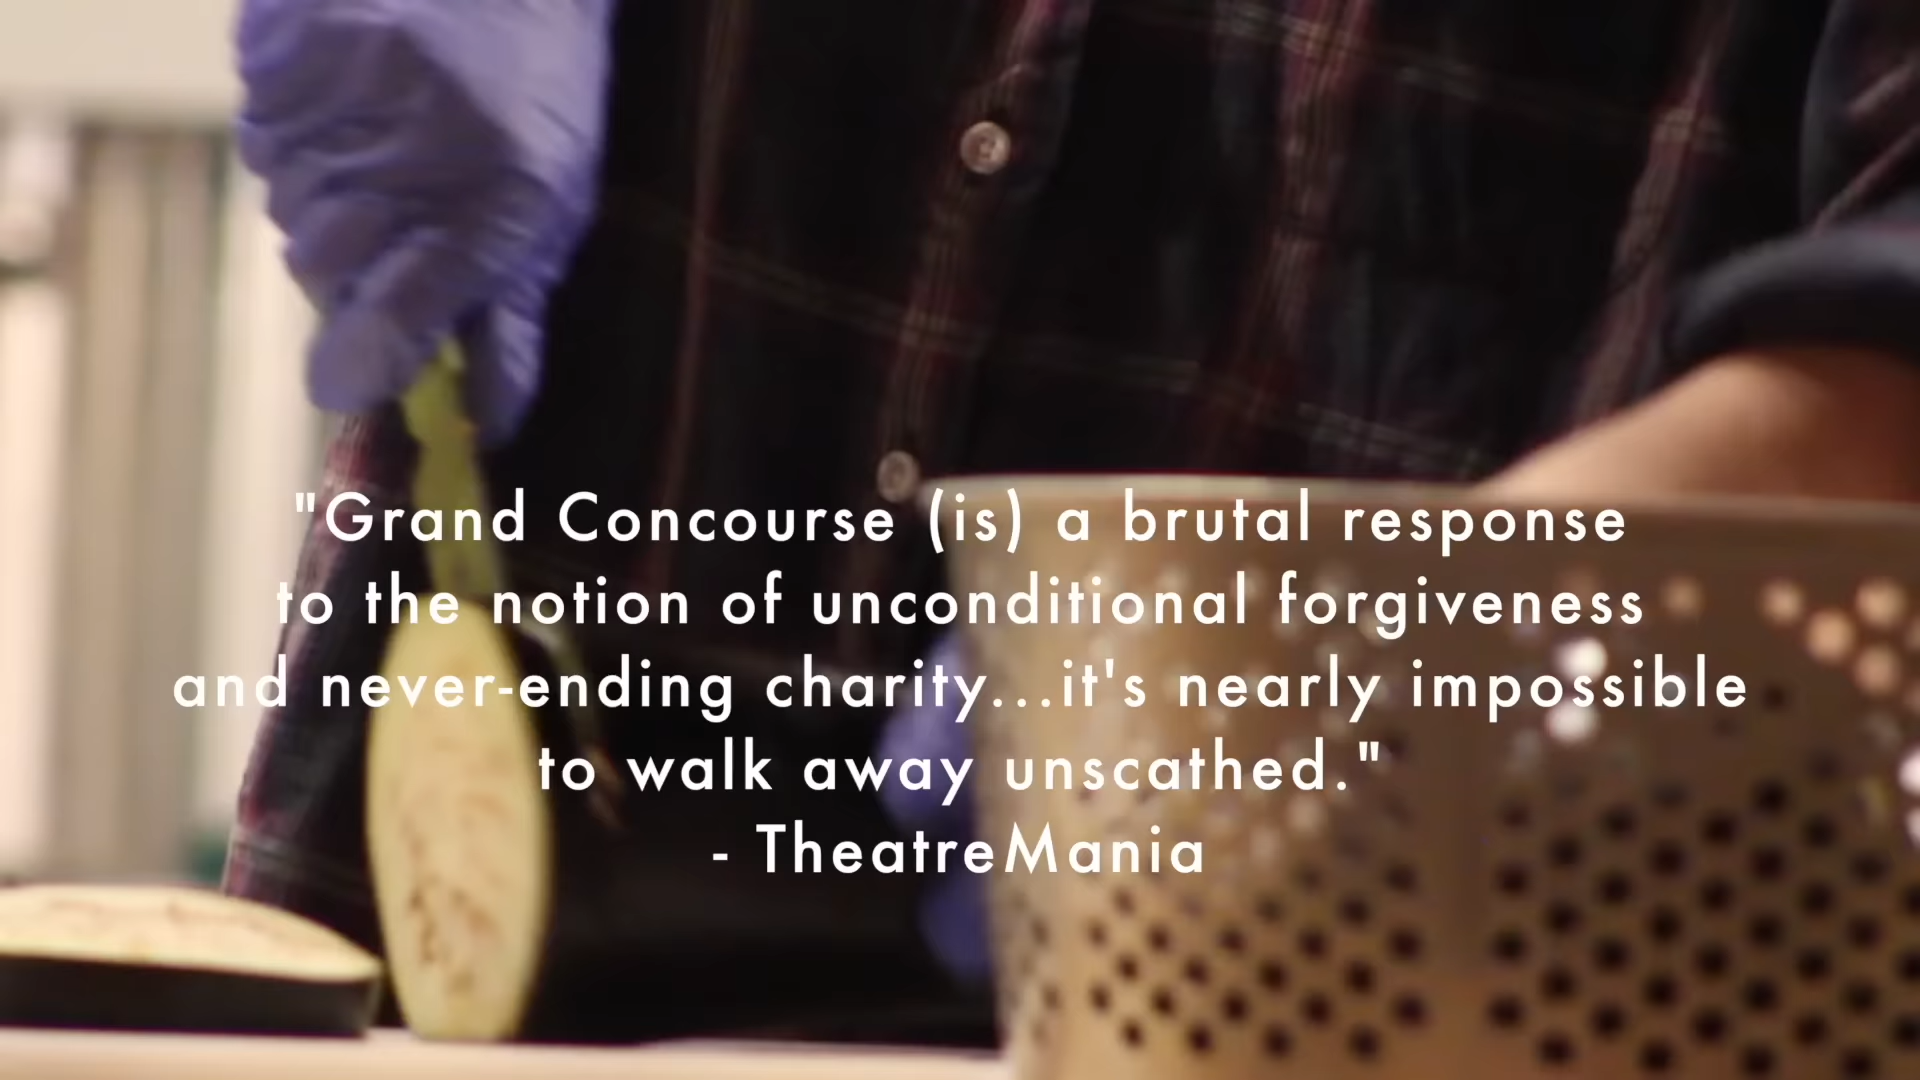 "Grand Concourse (is) a brutal response
to the notion of unconditional forgiveness
and never-ending charity...it's nearly impossible
to walk away unscathed."
- TheatreMania